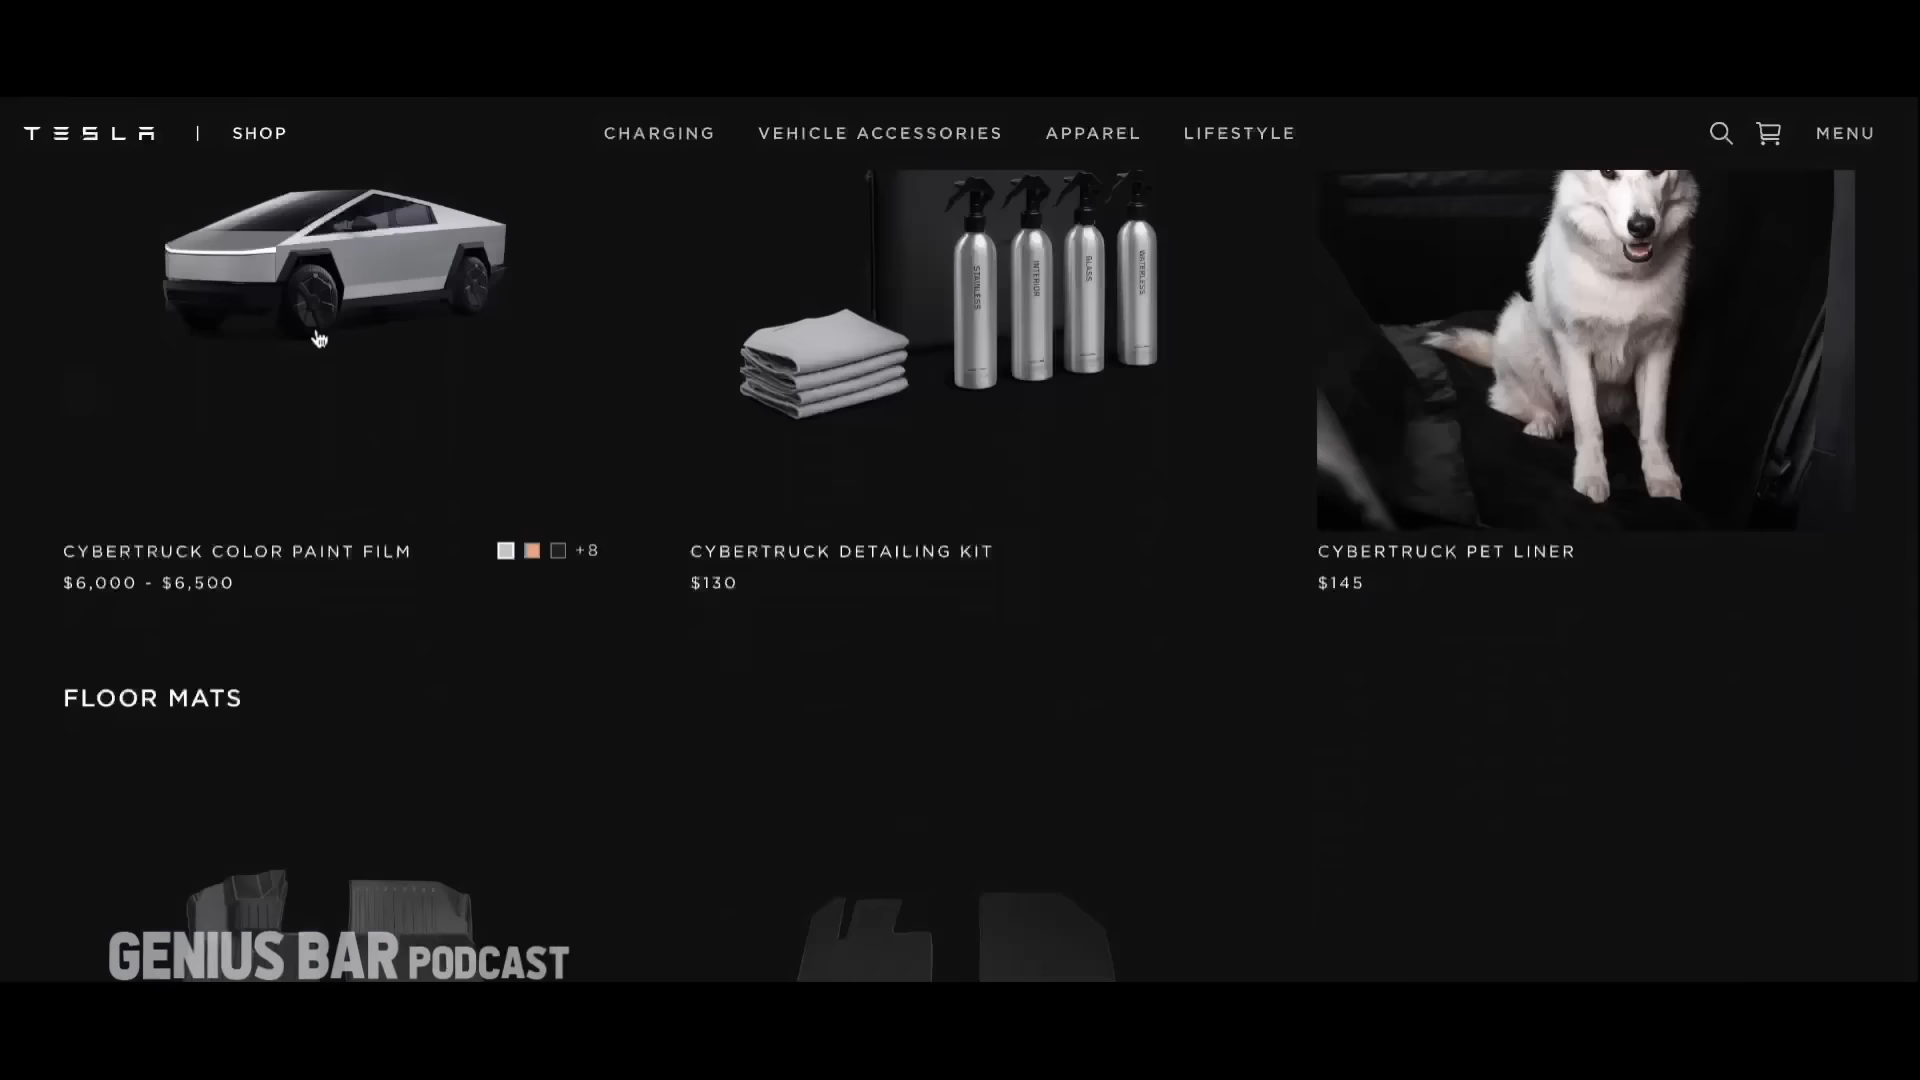 TESLA | SHOP CHARGING VEHICLE ACCESSORIES APPAREL LIFESTYLE MENU
STAINLESS
INTERIOR
GLASS
WATERLESS
CYBERTRUCK COLOR PAINT FILM +8
$6,000 - $6,500
CYBERTRUCK DETAILING KIT
$130
CYBERTRUCK PET LINER
$145
FLOOR MATS
GENIUS BAR PODCAST